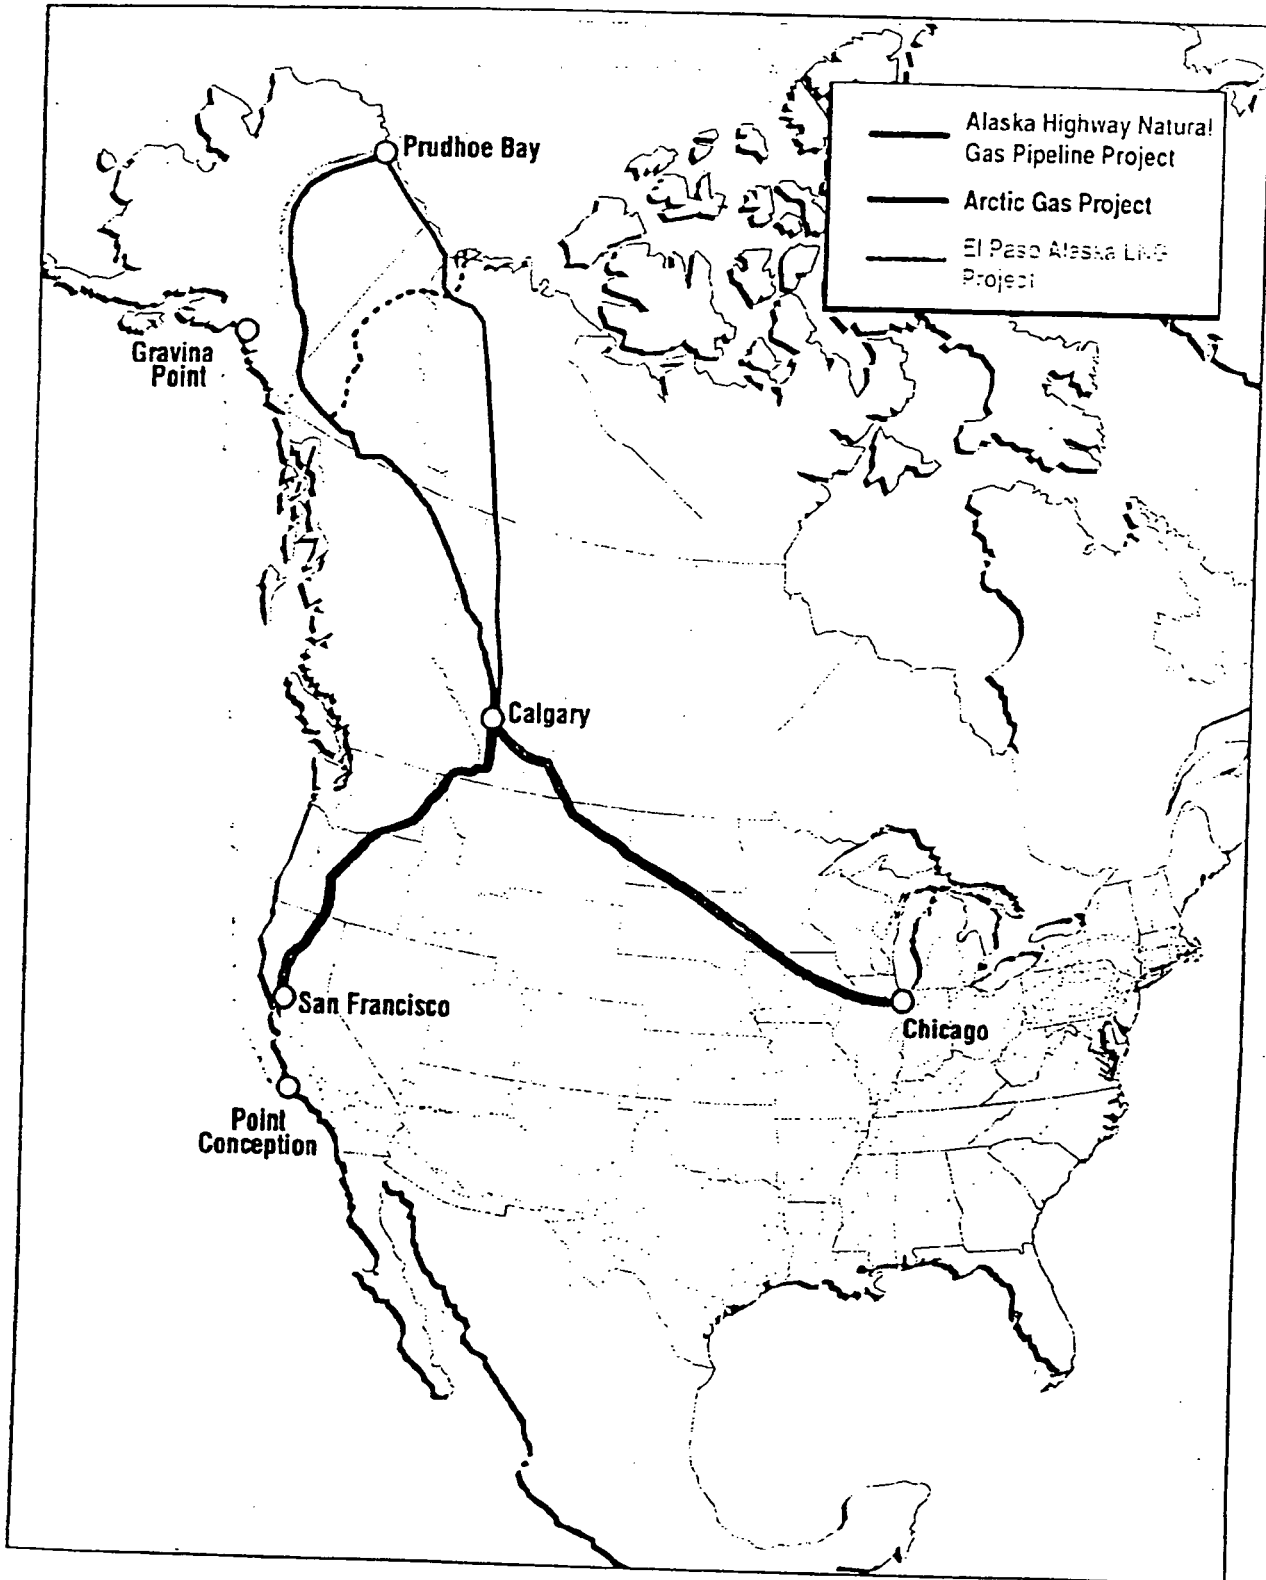 Alaska Highway Natural
Gas Pipeline Project
Arctic Gas Project
El Paso Alaska LNG
Project
Prudhoe Bay
Gravina
Point
Calgary
San Francisco
Chicago
Point
Conception